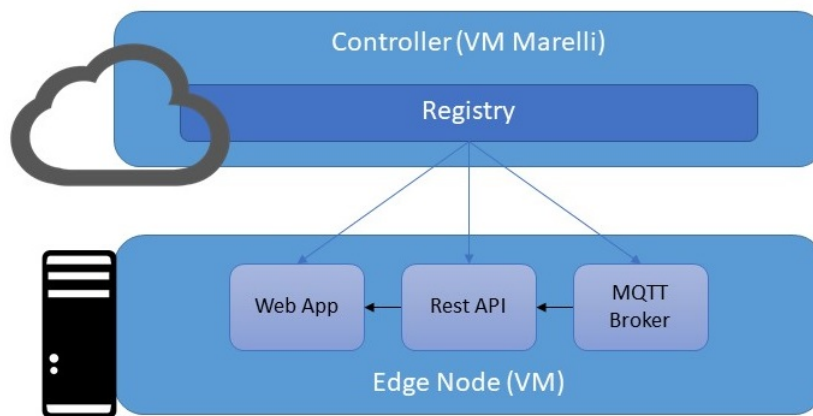 Controller (VM Marelli)
Registry
Web App
Rest API
MQTT
Broker
Edge Node (VM)